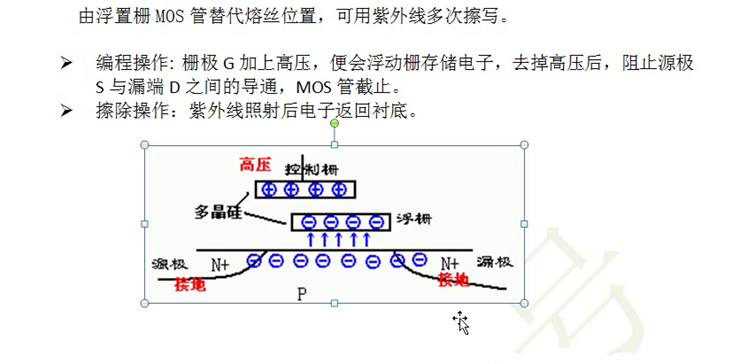 由浮置栅 MOS 管替代熔丝位置，可用紫外线多次擦写。
➢ 编程操作: 栅极 G 加上高压，便会浮动栅存储电子，去掉高压后，阻止源极
S 与漏端 D 之间的导通，MOS 管截止。
➢ 擦除操作：紫外线照射后电子返回衬底。
高压 控制栅
多晶硅
浮栅
源极 N+ N+ 漏极
接地 接地
P